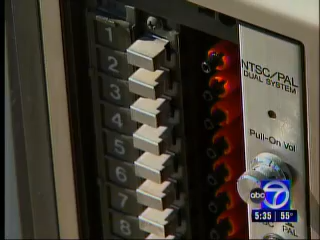 1
2
3
4
5
6
7
8
NTSC/PAL
DUAL SYSTEM
Pull-On Vol
PAL
abc 7
5:35 55°